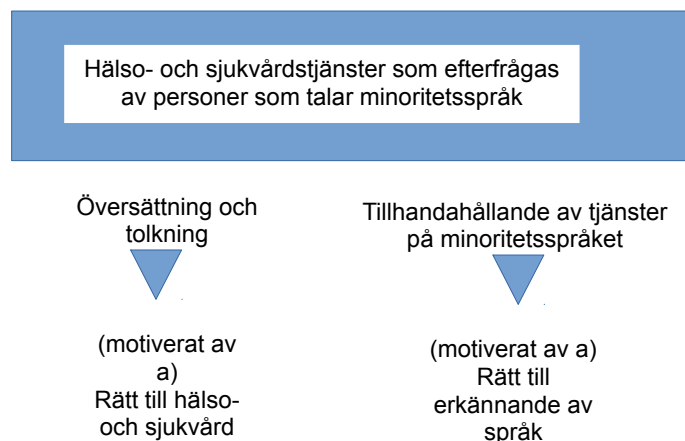 Hälso- och sjukvårdstjänster som efterfrågas
av personer som talar minoritetsspråk
Översättning och
tolkning
Tillhandahållande av tjänster
på minoritetsspråket
(motiverat av
a)
Rätt till hälso-
och sjukvård
(motiverat av a)
Rätt till
erkännande av
språk